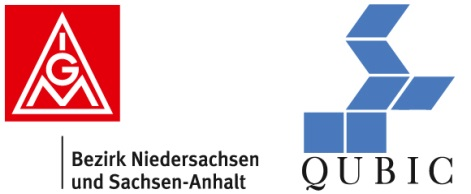 IGM
Bezirk Niedersachsen
und Sachsen-Anhalt
QUBIC